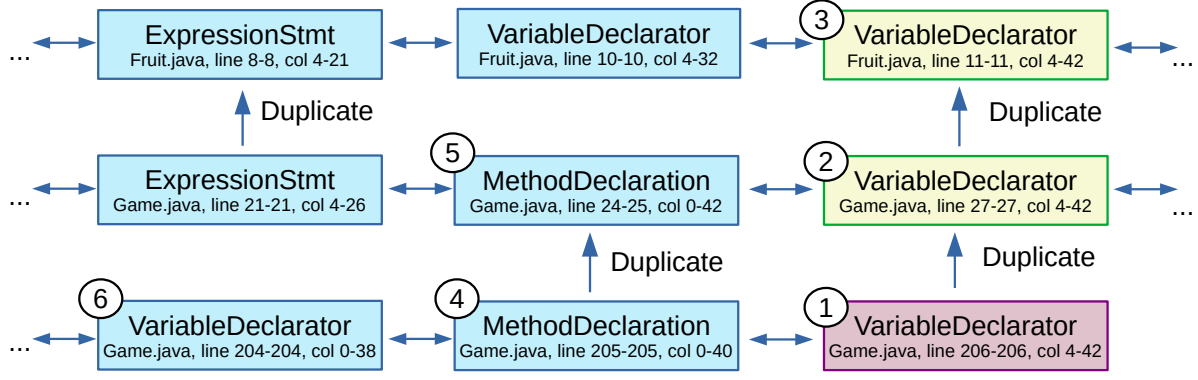 3
ExpressionStmt
Fruit.java, line 8-8, col 4-21
VariableDeclarator
Fruit.java, line 10-10, col 4-32
VariableDeclarator
Fruit.java, line 11-11, col 4-42
...
...
Duplicate
Duplicate
5
2
ExpressionStmt
Game.java, line 21-21, col 4-26
MethodDeclaration
Game.java, line 24-25, col 0-42
VariableDeclarator
Game.java, line 27-27, col 4-42
...
...
Duplicate
Duplicate
6
4
1
VariableDeclarator
Game.java, line 204-204, col 0-38
MethodDeclaration
Game.java, line 205-205, col 0-40
VariableDeclarator
Game.java, line 206-206, col 4-42
...